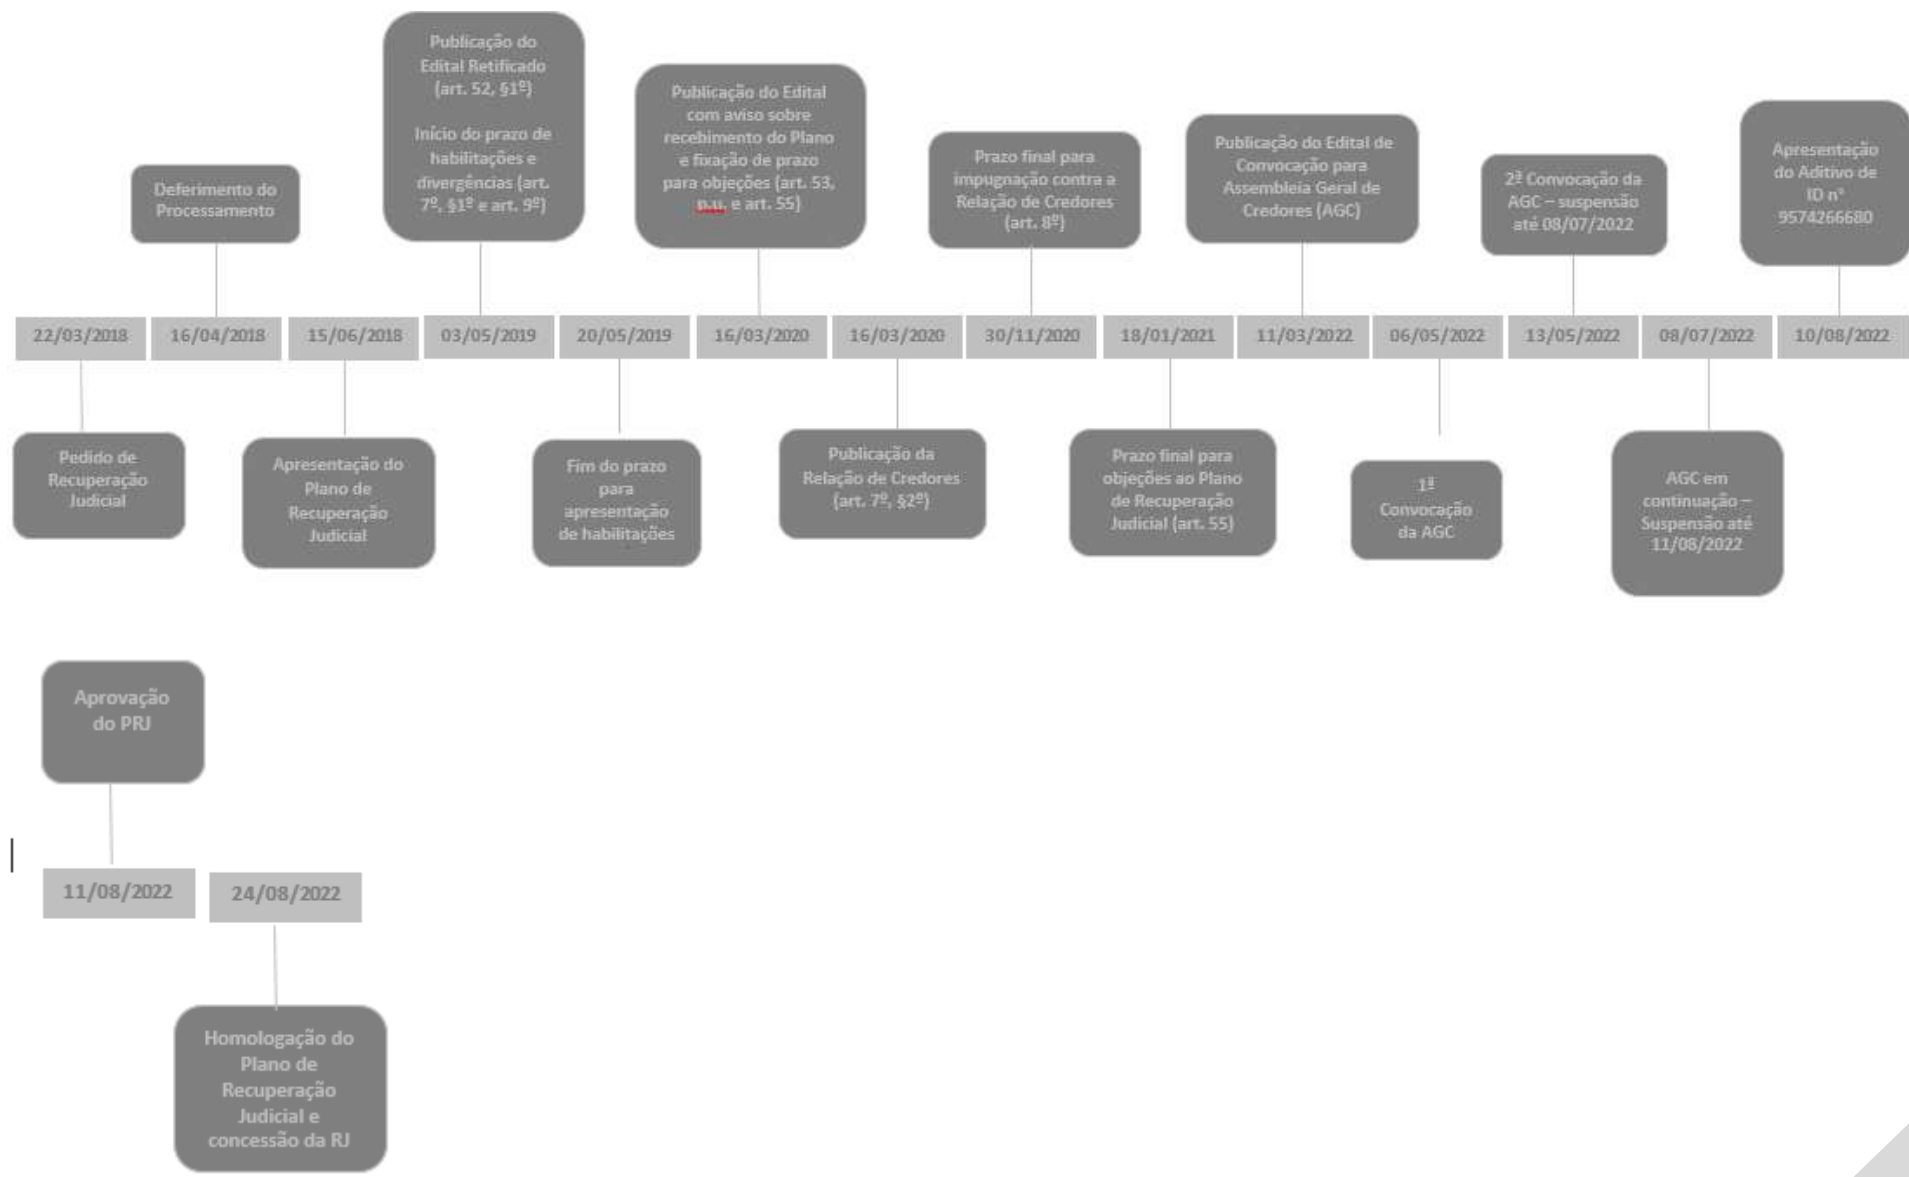 Publicação do
Edital Retificado
(art. 52, §1º)
Início do prazo de
habilitações e
divergências (art.
7º, §1º e art. 9º)
Publicação do Edital
com aviso sobre
recebimento do Plano
e fixação de prazo
para objeções (art. 53,
p.u. e art. 55)
Deferimento do
Processamento
Prazo final para
impugnação contra a
Relação de Credores
(art. 8º)
Publicação do Edital de
Convocação para
Assembleia Geral de
Credores (AGC)
2ª Convocação da
AGC – suspensão
até 08/07/2022
Apresentação
do Aditivo de
ID nº
9574266680
22/03/2018
16/04/2018
15/06/2018
03/05/2019
20/05/2019
16/03/2020
16/03/2020
30/11/2020
18/01/2021
11/03/2022
06/05/2022
13/05/2022
08/07/2022
10/08/2022
Pedido de
Recuperação
Judicial
Apresentação do
Plano de
Recuperação
Judicial
Fim do prazo
para
apresentação
de habilitações
Publicação da
Relação de Credores
(art. 7º, §2º)
Prazo final para
objeções ao Plano
de Recuperação
Judicial (art. 55)
1ª
Convocação
da AGC
AGC em
continuação –
Suspensão até
11/08/2022
Aprovação
do PRJ
11/08/2022
24/08/2022
Homologação do
Plano de
Recuperação
Judicial e
concessão da RJ